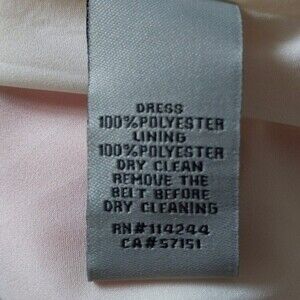 DRESS
100%POLYESTER
LINING
100%POLYESTER
DRY CLEAN
REMOVE THE
BELT BEFORE
DRY CLEANING
RN#114244
CA#57151